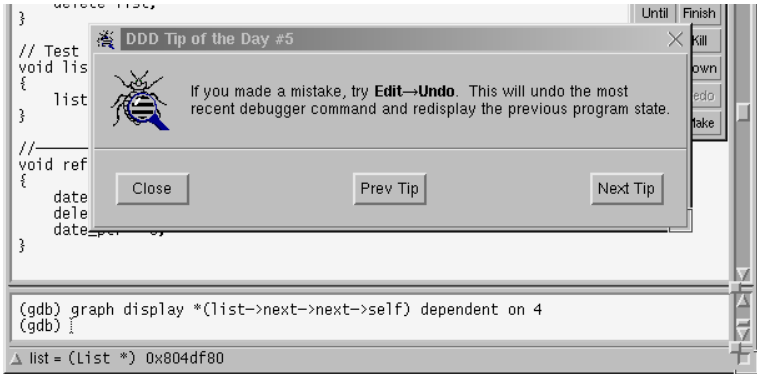 delete list;
}
Until Finish
// Test
void lis
{
list
}
//
void ref
{
date
dele
date_ptr
}
DDD Tip of the Day #5
Kill
own
edo
Make
If you made a mistake, try Edit→Undo. This will undo the most
recent debugger command and redisplay the previous program state.
Close Prev Tip Next Tip
(gdb) graph display *(list->next->next->self) dependent on 4
(gdb)
list = (List *) 0x804df80